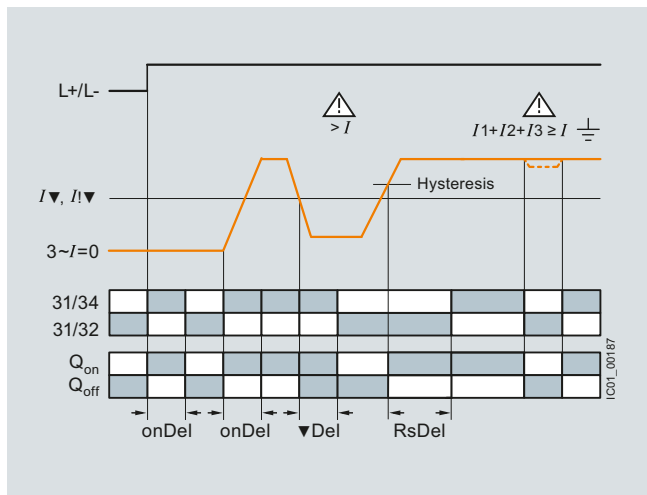 L+/L-
! !
> I
I1+I2+I3 ≥ I
Hysteresis
I▼, I!▼
3~I=0
31/34
31/32
Qon
Qoff
IC01_00187
onDel onDel ▼Del RsDel